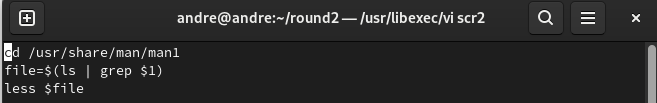 andre@andre:~/round2 — /usr/libexec/vi scr2
cd /usr/share/man/man1
file=$(ls | grep $1)
less $file